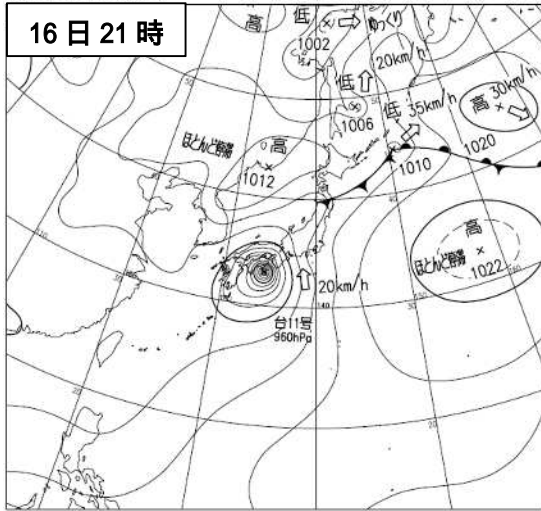 16日21時
高
低
1002
ゆっくり
20km/h
低
1006
低
35km/h
1010
高
30km/h
1020
ほとんど停滞
高
1012
高
ほとんど停滞
1022
20km/h
台11号
960hPa
140